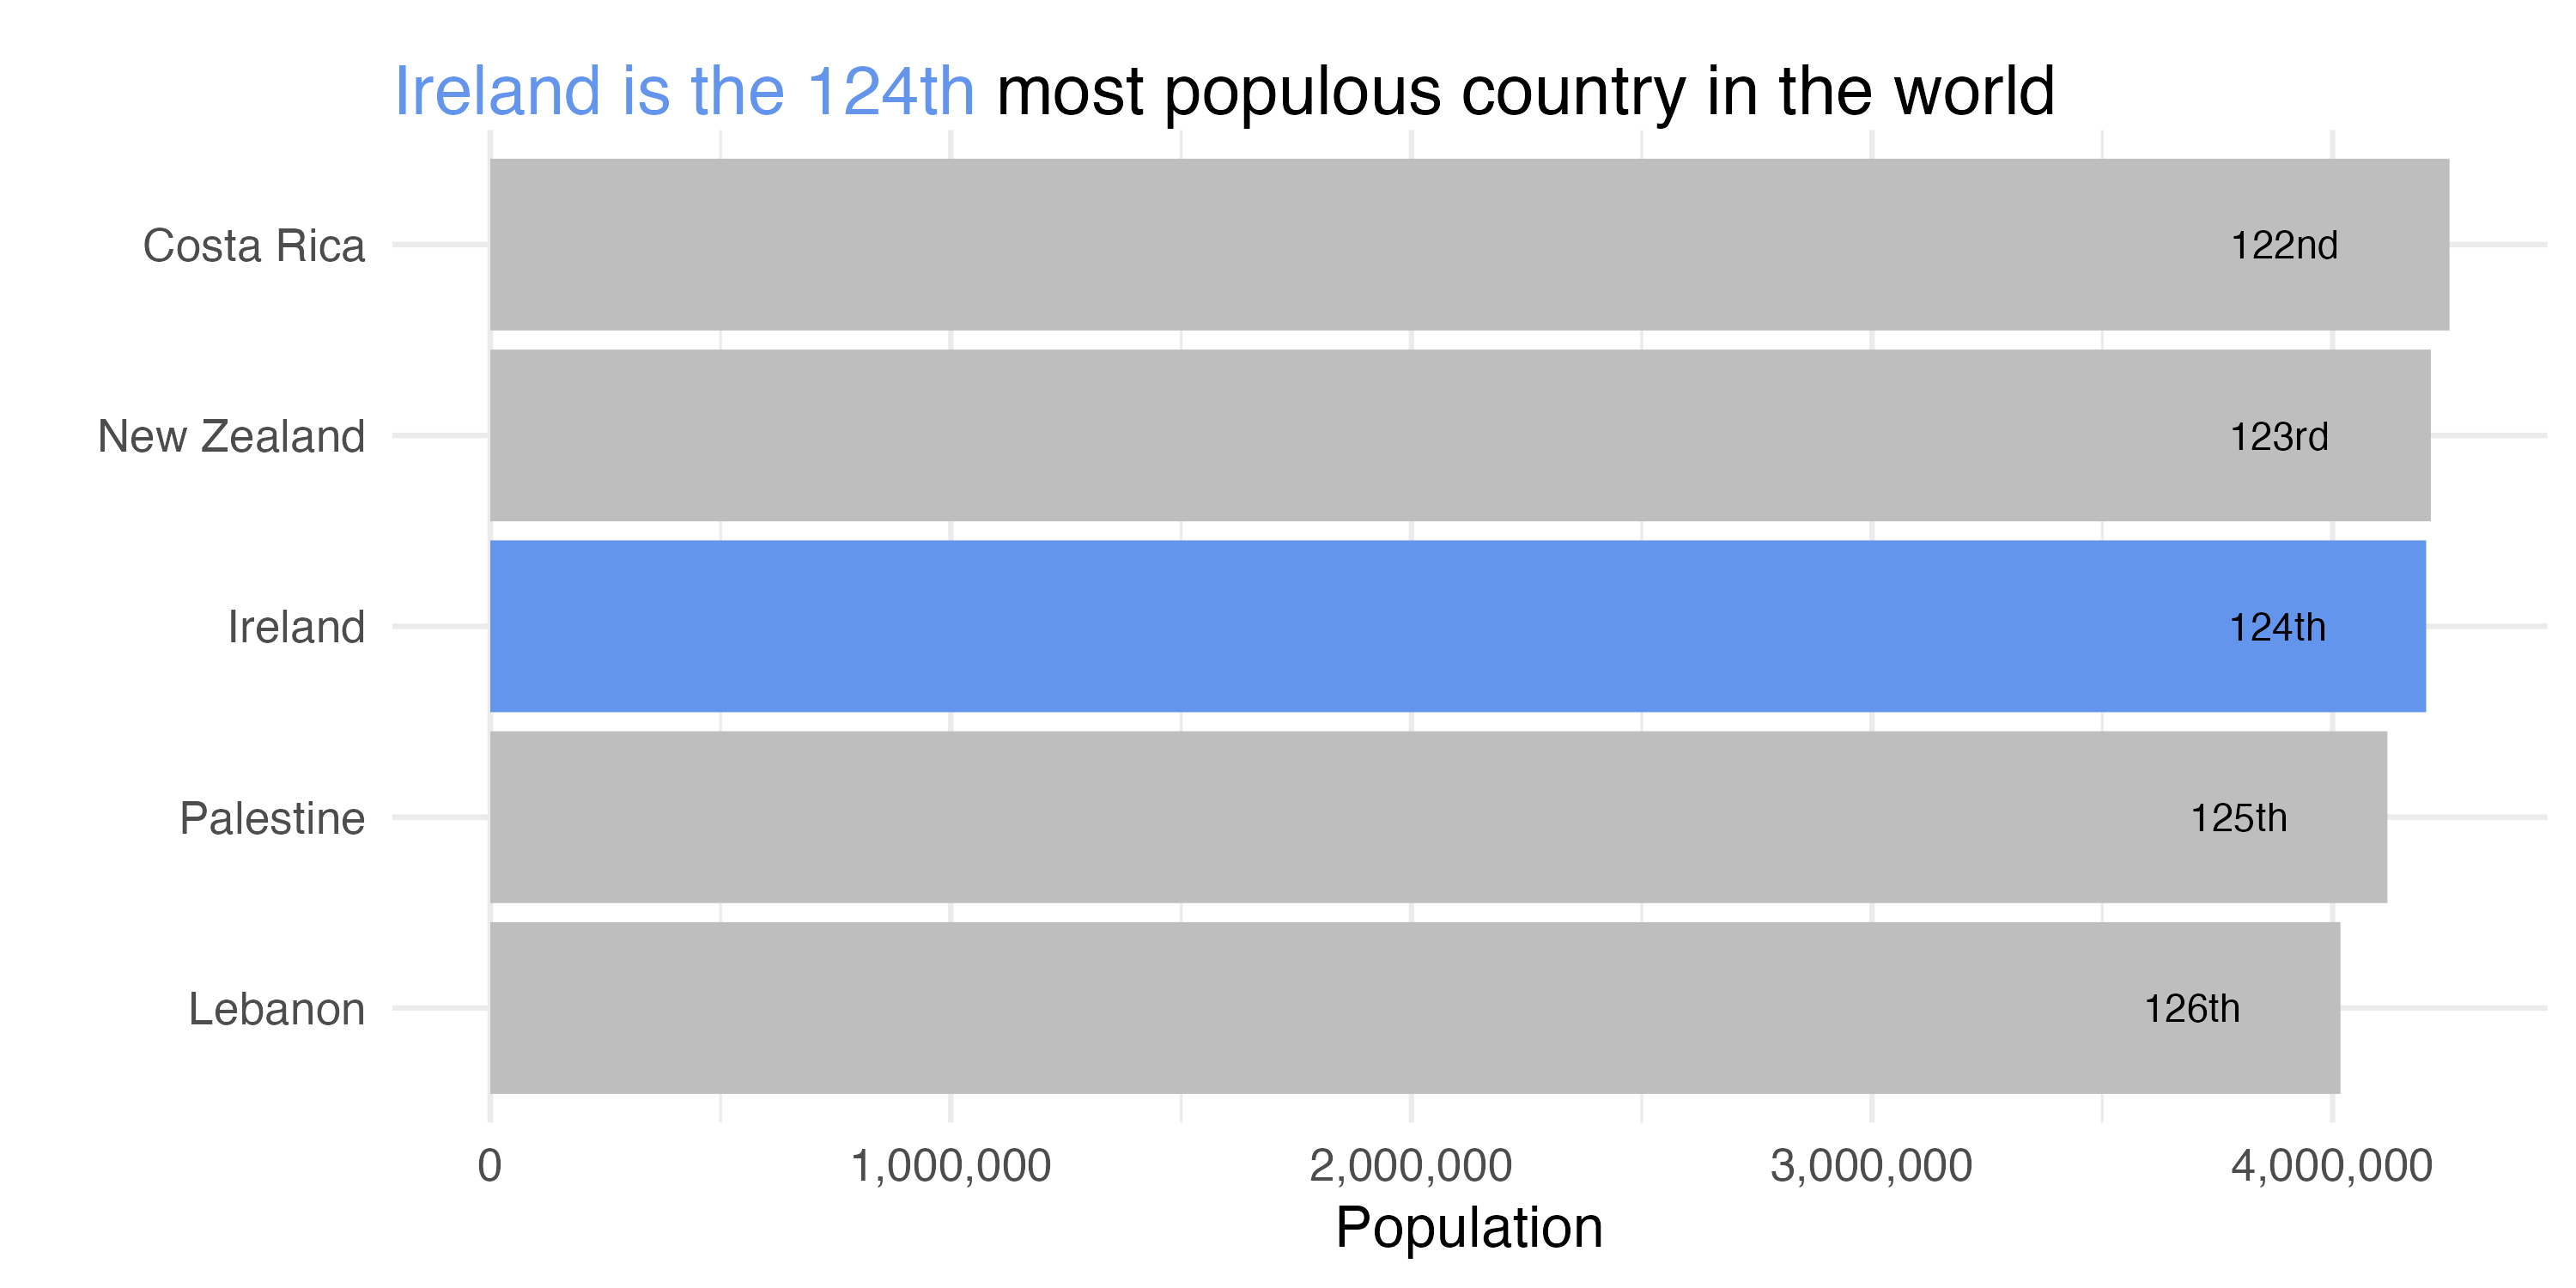 Ireland is the 124th most populous country in the world
Costa Rica 122nd
New Zealand 123rd
Ireland 124th
Palestine 125th
Lebanon 126th
0 1,000,000 2,000,000 3,000,000 4,000,000
Population